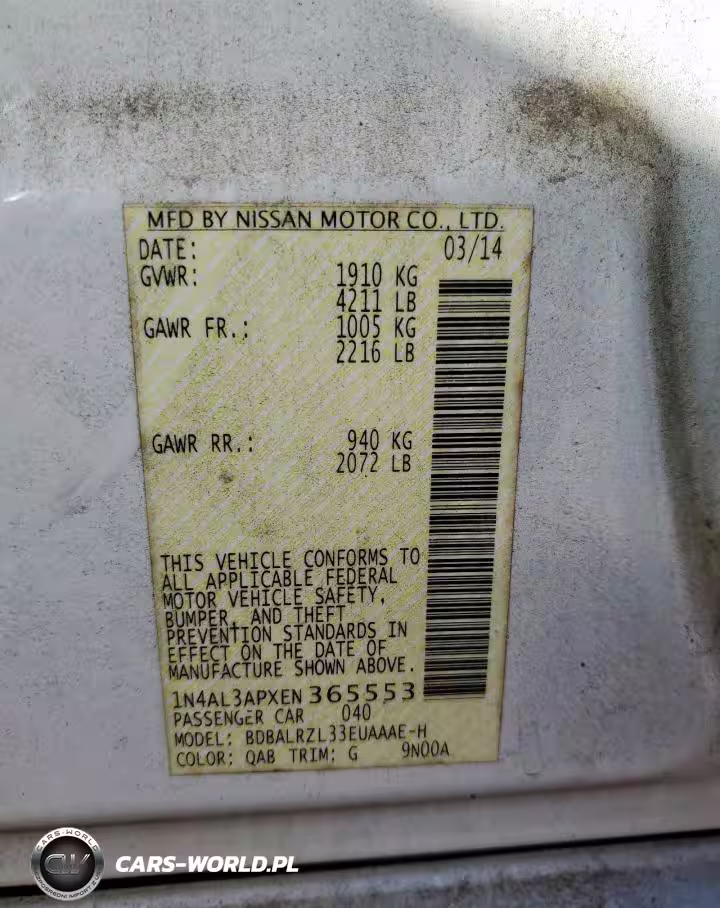 MFD BY NISSAN MOTOR CO., LTD.
DATE: 03/14
GVWR: 1910 KG
4211 LB
GAWR FR.: 1005 KG
2216 LB
GAWR RR.: 940 KG
2072 LB
THIS VEHICLE CONFORMS TO
ALL APPLICABLE FEDERAL
MOTOR VEHICLE SAFETY,
BUMPER, AND THEFT
PREVENTION STANDARDS IN
EFFECT ON THE DATE OF
MANUFACTURE SHOWN ABOVE.
1N4AL3APXEN365553
PASSENGER CAR 040
MODEL: BDBALRZL33EUAAAE-H
COLOR: QAB TRIM: G 9N00A
CARS-WORLD
CW
CARS-WORLD.PL